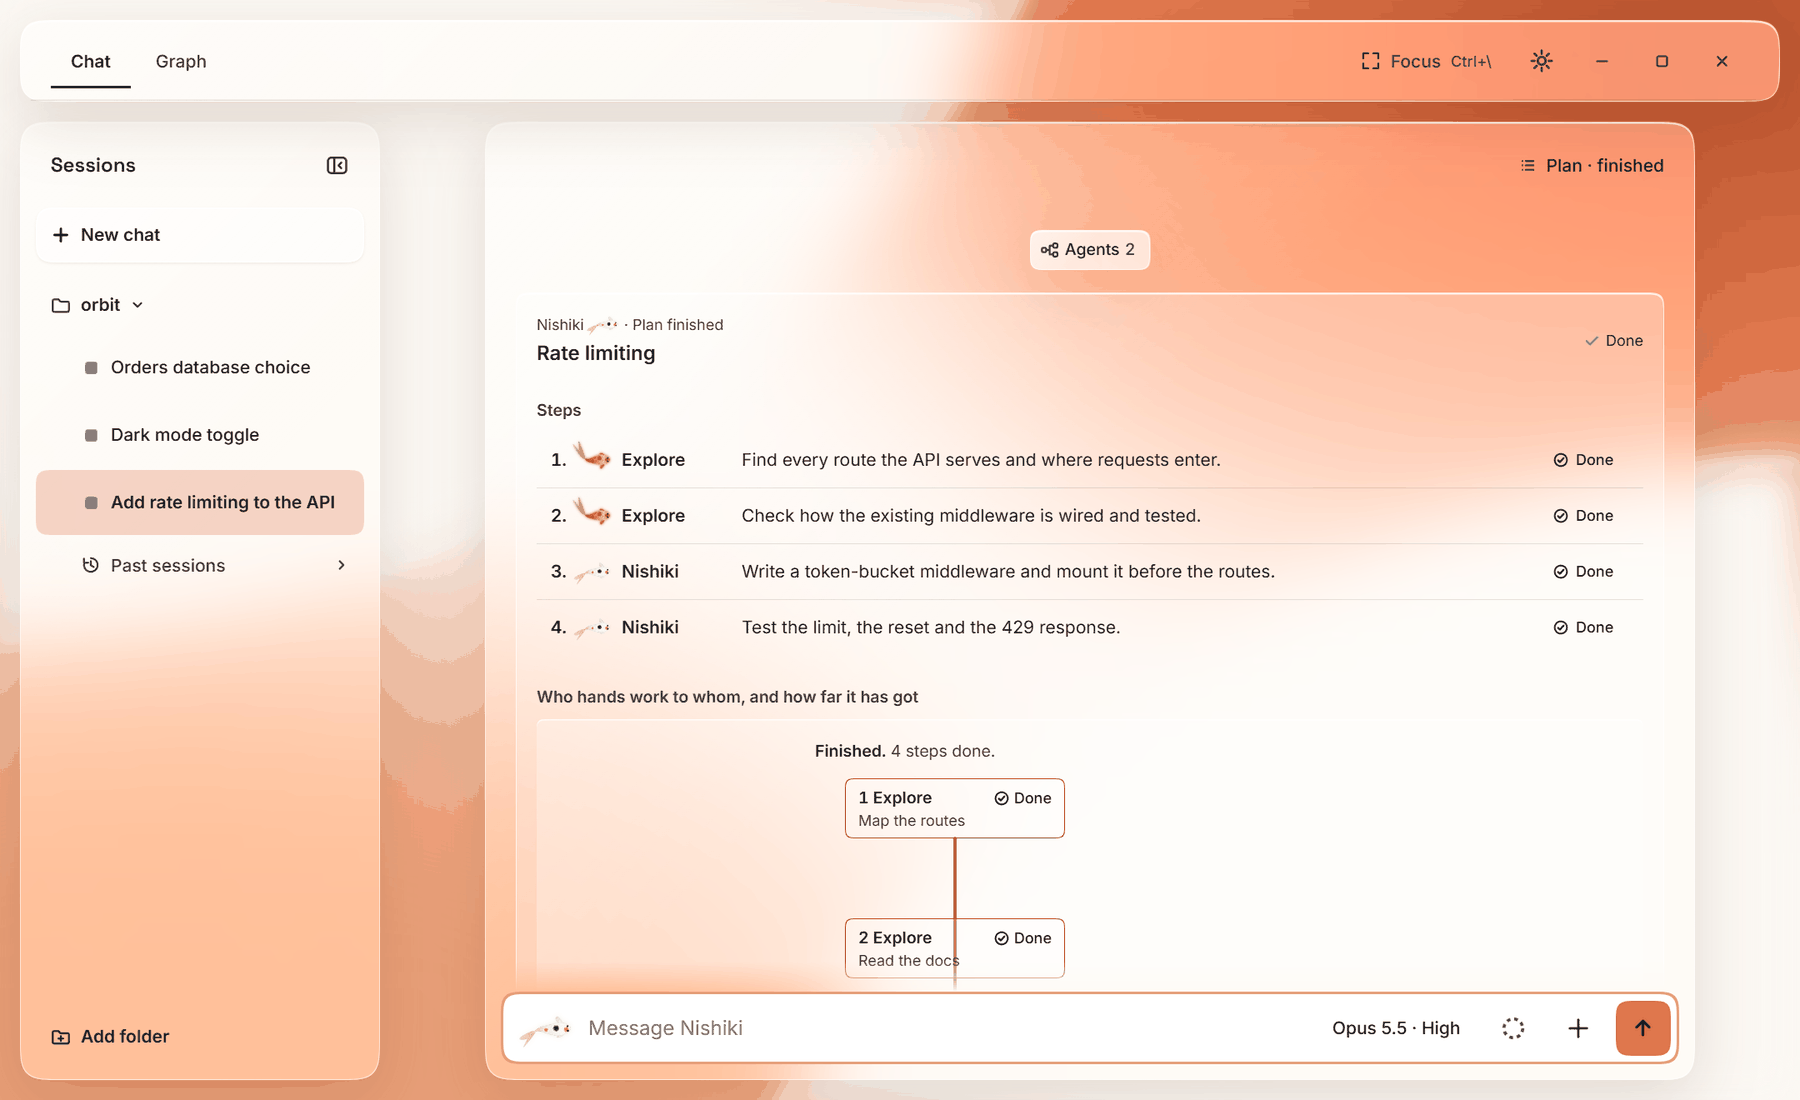 Chat
Graph
Focus Ctrl+\
Sessions
New chat
orbit
Orders database choice
Dark mode toggle
Add rate limiting to the API
Past sessions
Add folder
Plan · finished
Agents 2
Nishiki · Plan finished
Rate limiting
Done
Steps
1. Explore Find every route the API serves and where requests enter. Done
2. Explore Check how the existing middleware is wired and tested. Done
3. Nishiki Write a token-bucket middleware and mount it before the routes. Done
4. Nishiki Test the limit, the reset and the 429 response. Done
Who hands work to whom, and how far it has got
Finished. 4 steps done.
1 Explore Done
Map the routes
2 Explore Done
Read the docs
Message Nishiki
Opus 5.5 · High